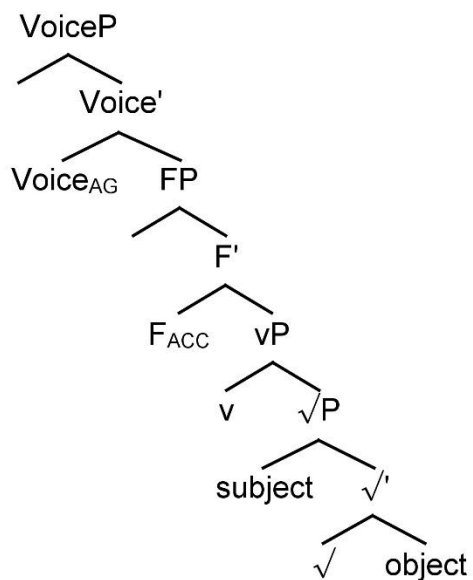 VoiceP
Voice'
VoiceAG FP
F'
FACC vP
v √P
subject √'
√ object